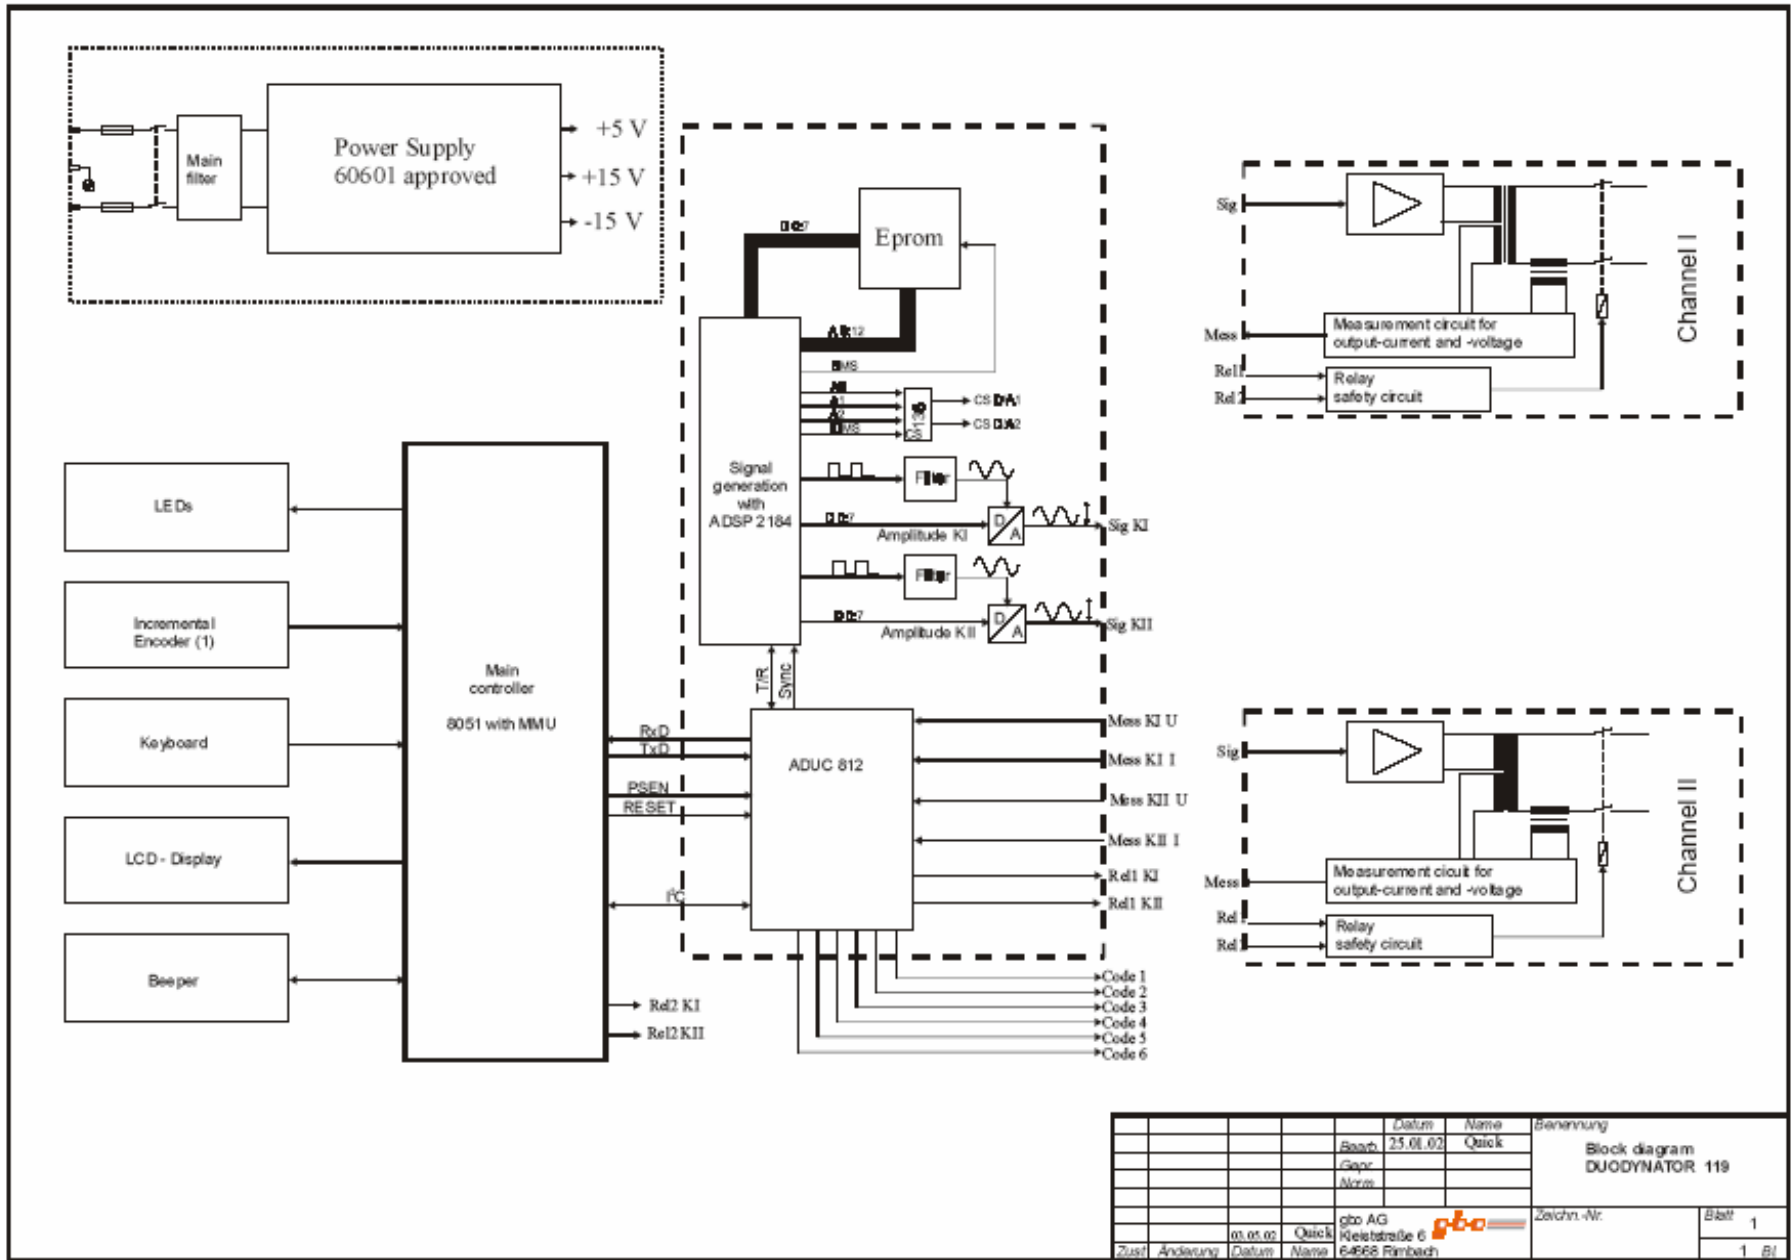 +5 V
+15 V
-15 V
Main
filter
Power Supply
60601 approved
Eprom
Sig
Channel I
Mess
Measurement circuit for
output-current and -voltage
Rel1
Rel2
Relay
safety circuit
CS D/A1
CS D/A2
Signal
generation
with
ADSP 2184
Filter
D
A
Amplitude KI
Sig KI
Filter
D
A
Amplitude KII
Sig KII
T/R
Sync
LEDs
Incremental
Encoder (1)
Keyboard
LCD - Display
Beeper
Main
controller
8051 with MMU
RxD
TxD
PSEN
RESET
I²C
ADUC 812
Mess KI U
Mess KI I
Mess KII U
Mess KII I
Rel1 KI
Rel1 KII
Rel2 KI
Rel2 KII
Code 1
Code 2
Code 3
Code 4
Code 5
Code 6
Sig
Channel II
Mess
Measurement cicuit for
output-current and -voltage
Relay
safety circuit
Datum Name
Bearb. 25.01.02 Quick
Gepr.
Norm
Benennung
Block diagram
DUODYNATOR 119
03.05.02 Quick
Zust Änderung Datum Name
gbo AG
Kleiststraße 6
64668 Rimbach
gbo
Zeichn.-Nr.
Blatt
1
1 Bl